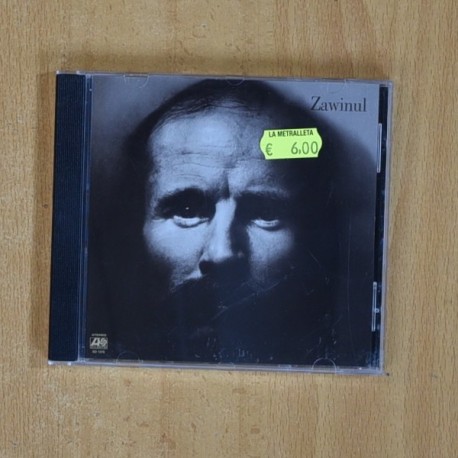 Zawinul
LA METRALLETA
€ 6,00